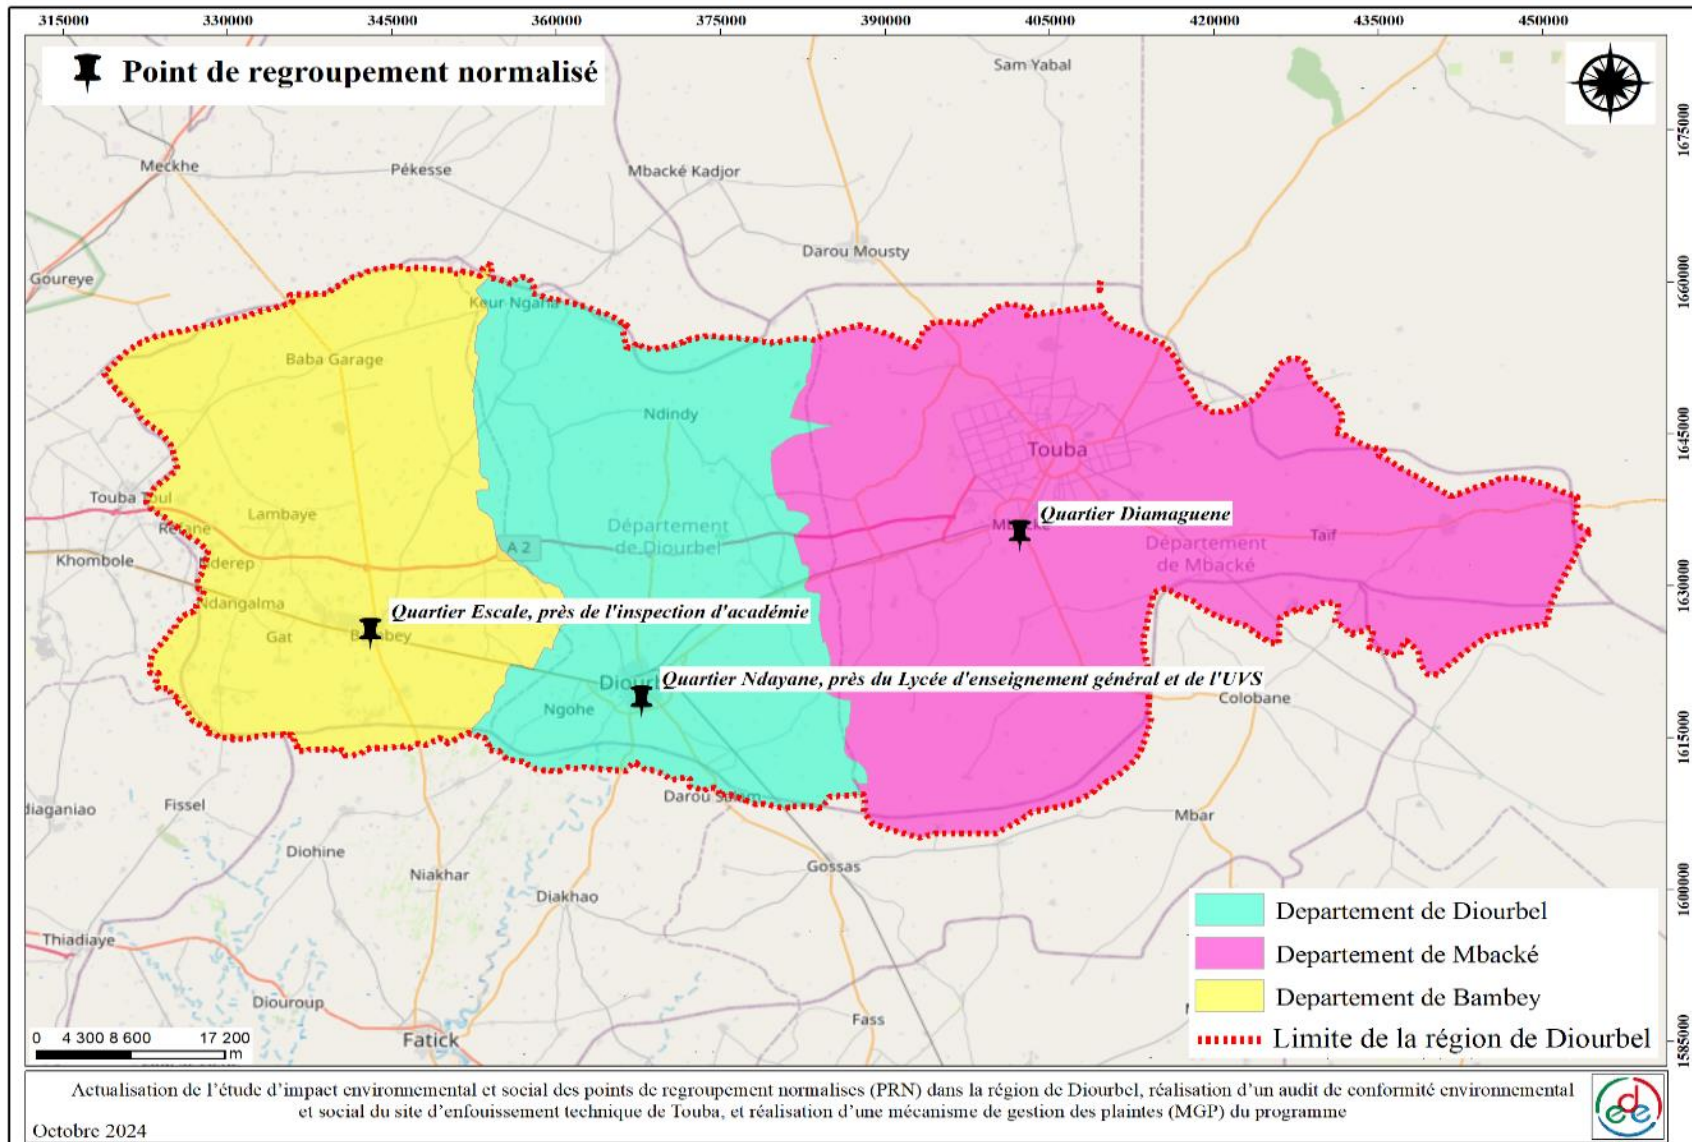 315000 330000 345000 360000 375000 390000 405000 420000 435000 450000
Point de regroupement normalisé
Sam Yabal
1675000
Meckhe
Pékesse
Mbacké Kadjor
Darou Mousty
Goureye
1660000
Keur Ngana
Baba Garage
Ndindy
Touba
1645000
Touba Toul
Lambaye
Quartier Diamaguene
Département
de Diourbel
A 2
Taïf
Département
de Mbacké
Khombole
Nderep
1630000
Ndangalma
Quartier Escale, près de l'inspection d'académie
Gat
Quartier Ndayane, près du Lycée d'enseignement général et de l'UVS
Ngohe
Colobane
1615000
Fissel
Mbar
Diohine
Gossas
Niakhar
Diakhao
1600000
Departement de Diourbel
Thiadiaye
Departement de Mbacké
Diouroup
Departement de Bambey
Fass
Fatick
Limite de la région de Diourbel
1585000
0 4 300 8 600 17 200
m
Actualisation de l'étude d'impact environnemental et social des points de regroupement normalises (PRN) dans la région de Diourbel, réalisation d'un audit de conformité environnemental
et social du site d'enfouissement technique de Touba, et réalisation d'une mécanisme de gestion des plaintes (MGP) du programme
Octobre 2024
ede